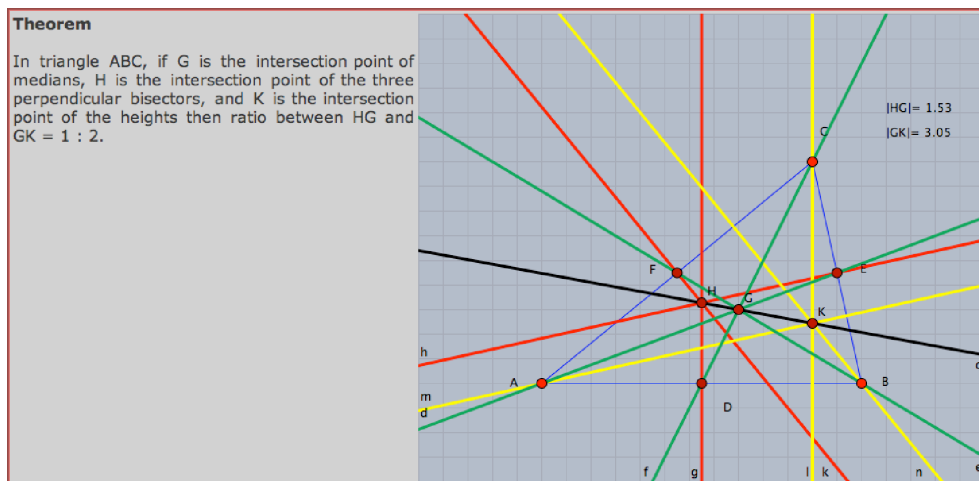 Theorem
In triangle ABC, if G is the intersection point of
medians, H is the intersection point of the three
perpendicular bisectors, and K is the intersection
point of the heights then ratio between HG and
GK = 1 : 2.
|HG|= 1.53
|GK|= 3.05
C
F
E
H
G
K
h
A
B
m
d
D
f
g
l
k
n
e